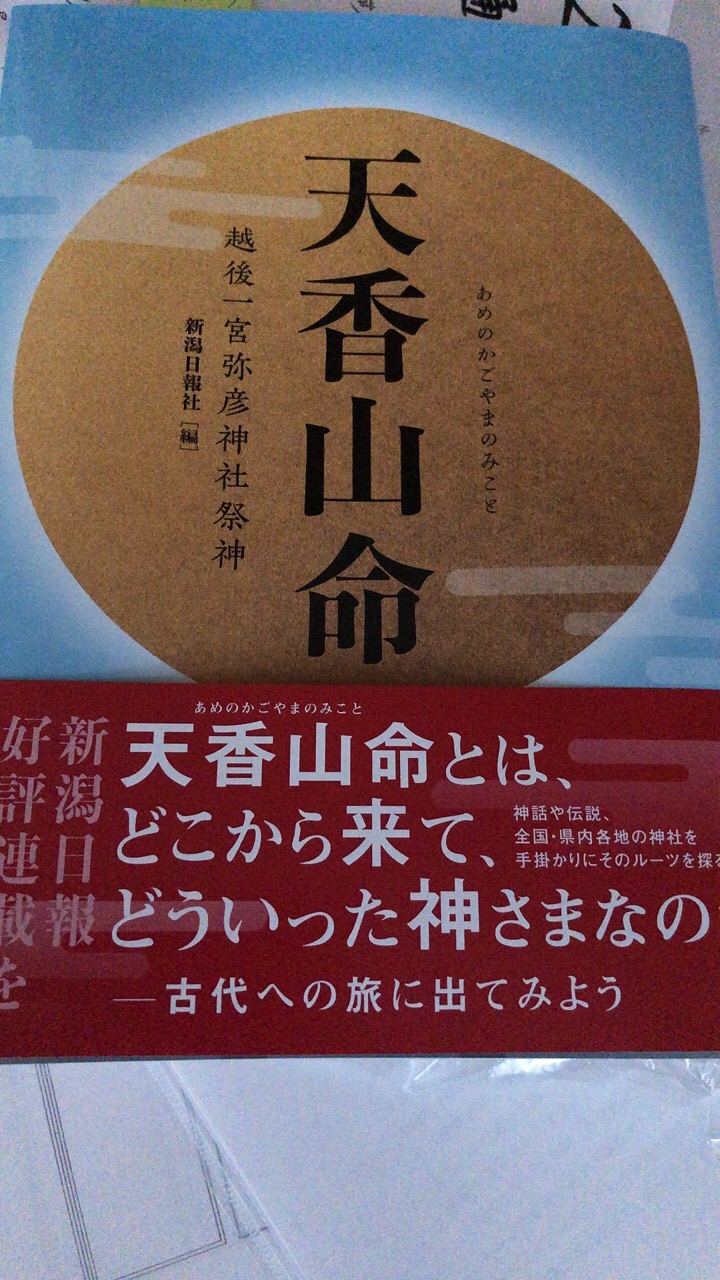 あめのかごやまのみこと
天香山命
越後一宮弥彦神社祭神
新潟日報社[編]
あめのかごやまのみこと
天香山命とは、
どこから来て、
神話や伝説、
全国・県内各地の神社を
手掛かりにそのルーツを探る
どういった神さまなの
―古代への旅に出てみよう
新潟日報
好評連載を